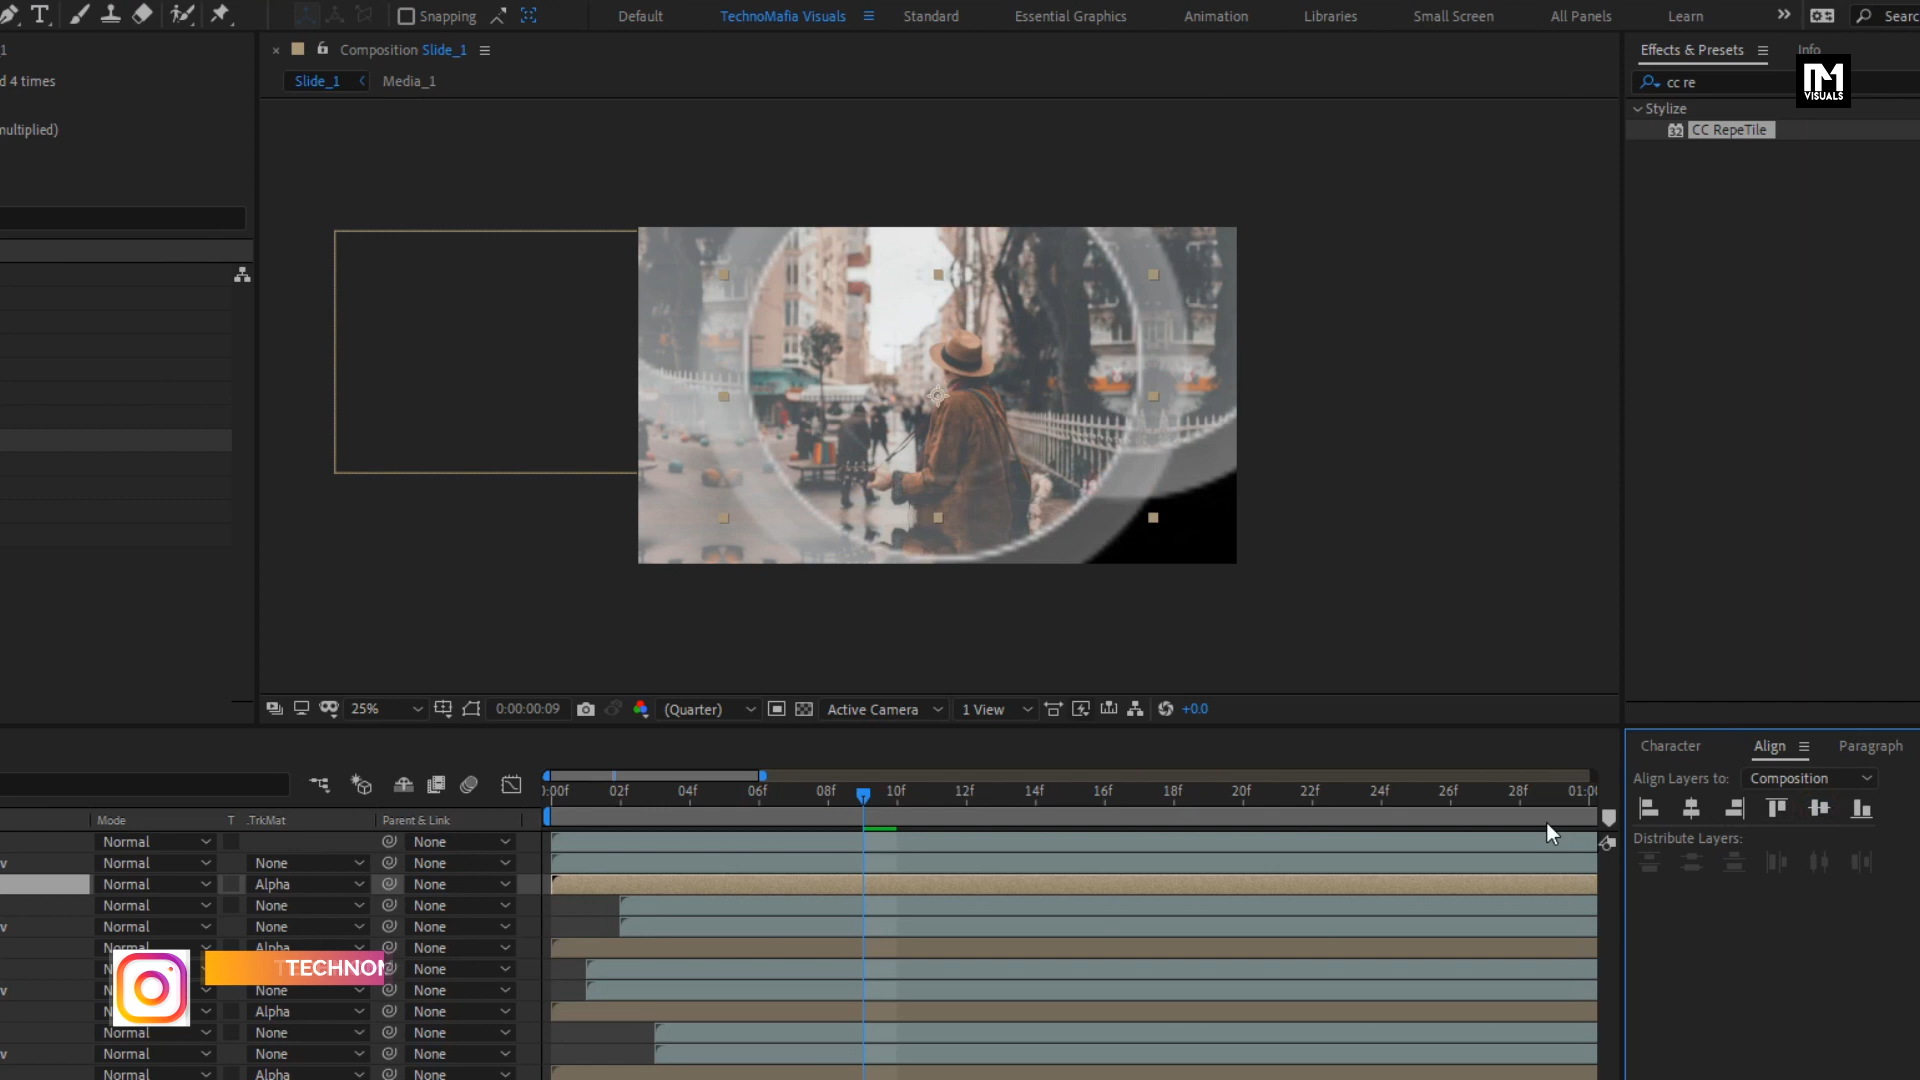 Snapping
Default
TechnoMafia Visuals
Standard
Essential Graphics
Animation
Libraries
Small Screen
All Panels
Learn
Searc
Composition Slide_1
Effects & Presets
Info
d 4 times
Slide_1
Media_1
cc re
VISUALS
Stylize
32
CC RepeTile
nultiplied)
25%
0:00:00:09
(Quarter)
Active Camera
1 View
+0.0
Character
Align
Paragraph
Align Layers to:
Composition
Distribute Layers:
):00f 02f 04f 06f 08f 10f 12f 14f 16f 18f 20f 22f 24f 26f 28f 01:00
Mode T .TrkMat Parent & Link
Normal None
Normal None None
Normal Alpha None
Normal None None
Normal None None
Normal Alpha None
None
TECHNOM
None None
Alpha None
Normal None None
Normal None None
Normal Alpha None